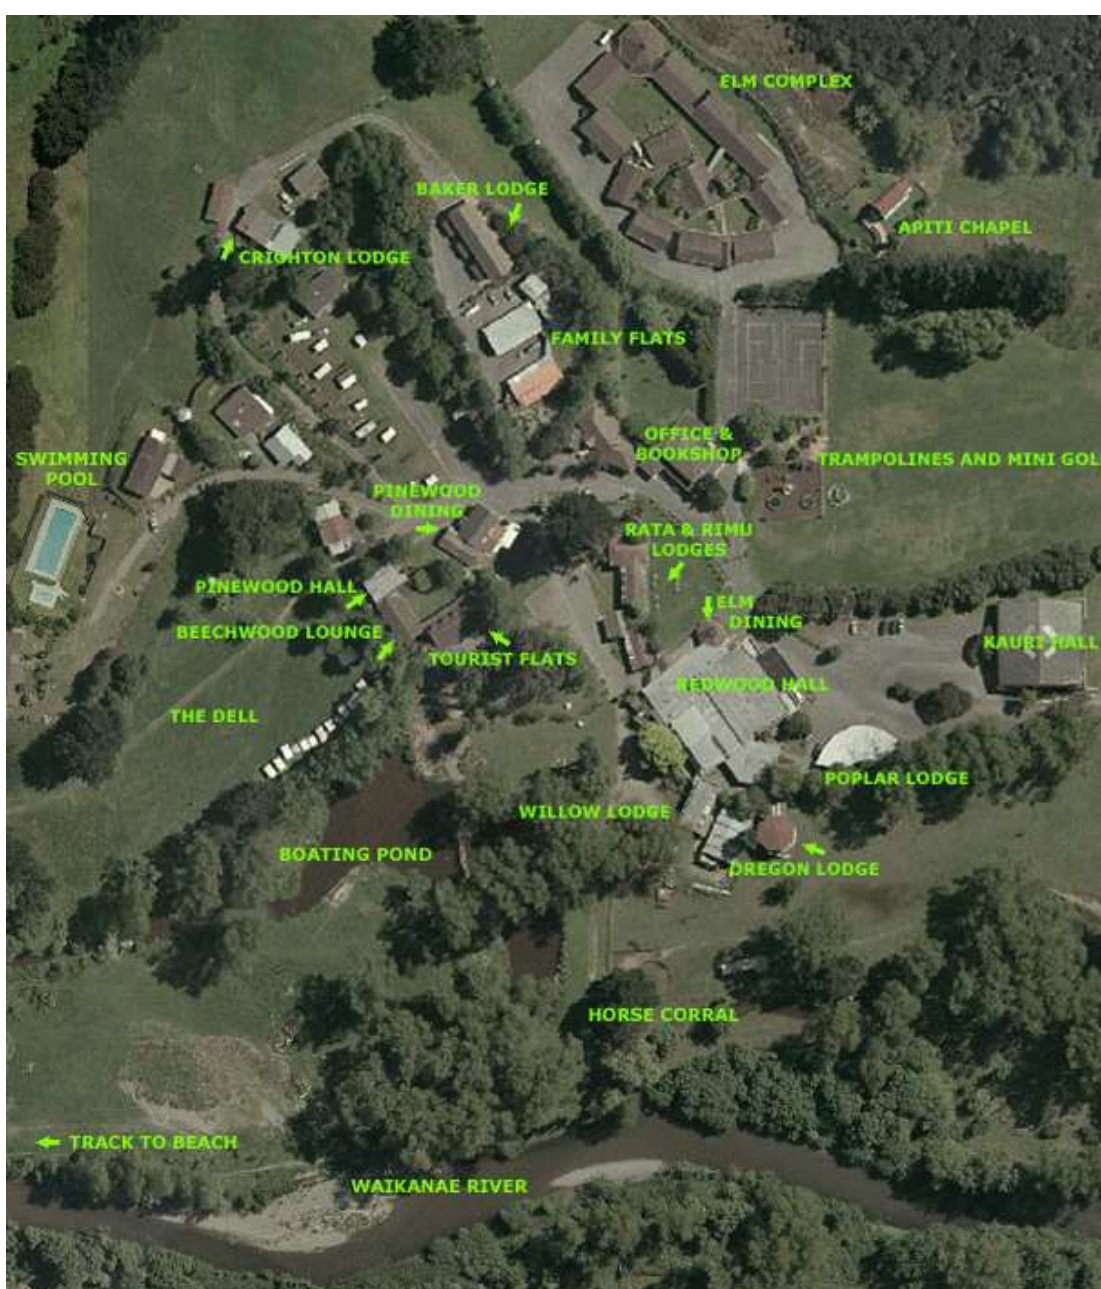 ELM COMPLEX
BAKER LODGE
APITI CHAPEL
CRIGHTON LODGE
FAMILY FLATS
OFFICE &
BOOKSHOP
SWIMMING
POOL
TRAMPOLINES AND MINI GOL
PINEWOOD
DINING
RATA & RIMU
LODGES
PINEWOOD HALL
ELM
DINING
BEECHWOOD LOUNGE
KAURI HALL
TOURIST FLATS
REDWOOD HALL
THE DELL
POPLAR LODGE
WILLOW LODGE
BOATING POND
OREGON LODGE
HORSE CORRAL
TRACK TO BEACH
WAIKANAE RIVER